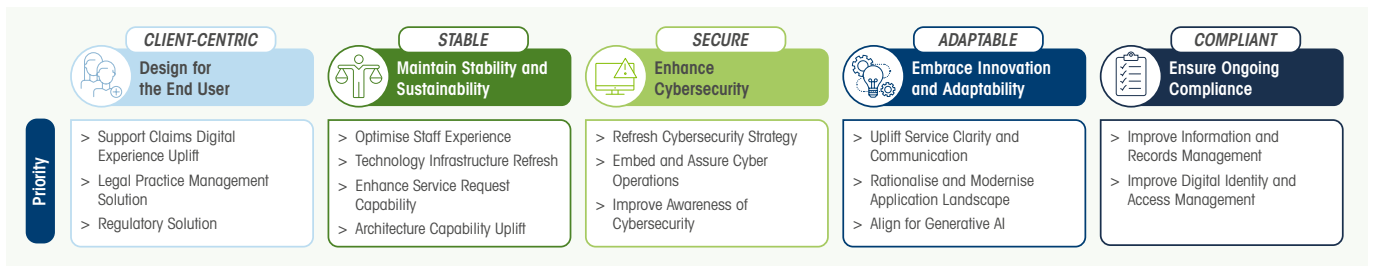 CLIENT-CENTRIC
Design for
the End User
STABLE
Maintain Stability and
Sustainability
SECURE
Enhance
Cybersecurity
ADAPTABLE
Embrace Innovation
and Adaptability
COMPLIANT
Ensure Ongoing
Compliance
Priority
> Support Claims Digital
Experience Uplift
> Legal Practice Management
Solution
> Regulatory Solution
> Optimise Staff Experience
> Technology Infrastructure Refresh
> Enhance Service Request
Capability
> Architecture Capability Uplift
> Refresh Cybersecurity Strategy
> Embed and Assure Cyber
Operations
> Improve Awareness of
Cybersecurity
> Uplift Service Clarity and
Communication
> Rationalise and Modernise
Application Landscape
> Align for Generative AI
> Improve Information and
Records Management
> Improve Digital Identity and
Access Management